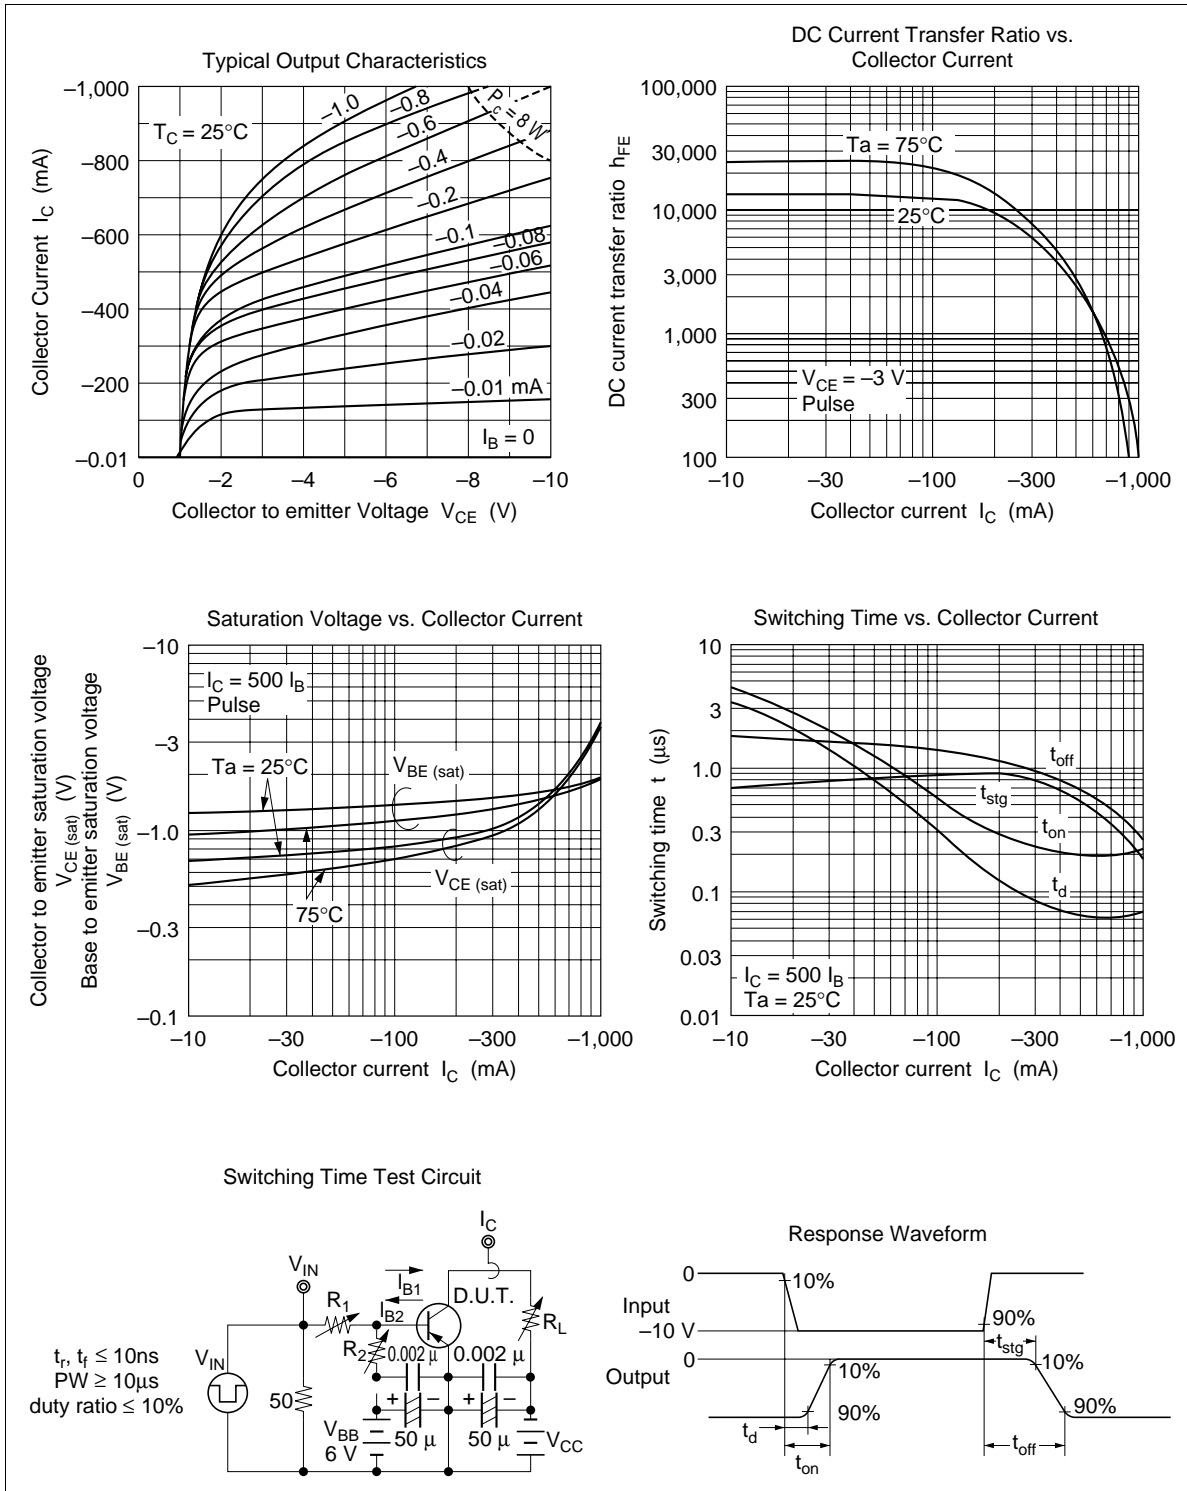 Typical Output Characteristics
–1,000
–800
–600
–400
–200
–0.01
Collector Current I_C (mA)
T_C = 25°C
–1.0
–0.8
–0.6
–0.4
–0.2
–0.1
–0.08
–0.06
–0.04
–0.02
–0.01 mA
I_B = 0
P_c = 8 W
0
–2
–4
–6
–8
–10
Collector to emitter Voltage V_CE (V)
DC Current Transfer Ratio vs.
Collector Current
100,000
30,000
10,000
3,000
1,000
300
100
DC current transfer ratio h_FE
Ta = 75°C
25°C
V_CE = –3 V
Pulse
–10
–30
–100
–300
–1,000
Collector current I_C (mA)
Saturation Voltage vs. Collector Current
–10
–3
–1.0
–0.3
–0.1
Collector to emitter saturation voltage
V_CE (sat) (V)
Base to emitter saturation voltage
V_BE (sat) (V)
I_C = 500 I_B
Pulse
Ta = 25°C
V_BE (sat)
V_CE (sat)
75°C
–10
–30
–100
–300
–1,000
Collector current I_C (mA)
Switching Time vs. Collector Current
10
3
1.0
0.3
0.1
0.03
0.01
Switching time t (μs)
t_off
t_stg
t_on
t_d
I_C = 500 I_B
Ta = 25°C
–10
–30
–100
–300
–1,000
Collector current I_C (mA)
Switching Time Test Circuit
I_C
V_IN
I_B1
D.U.T.
R_1
I_B2
R_L
t_r, t_f ≤ 10ns
PW ≥ 10μs
duty ratio ≤ 10%
V_IN
R_2
0.002 μ
0.002 μ
50
+ –
+ –
V_BB
6 V
50 μ
50 μ
V_CC
Response Waveform
0
10%
Input
90%
–10 V
t_stg
0
10%
Output
90%
90%
t_d
t_on
t_off